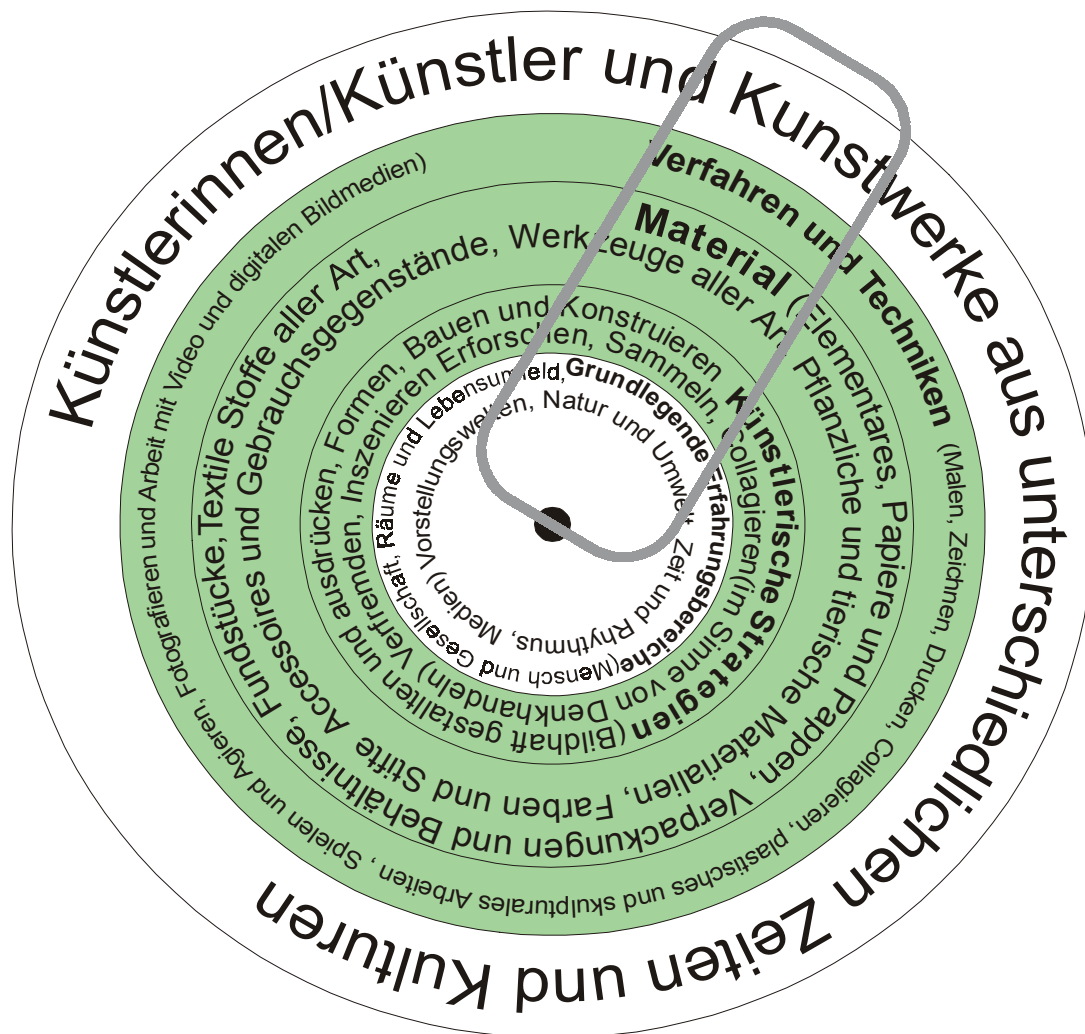 Künstlerinnen/Künstler und Kunstwerke aus unterschiedlichen Zeiten und Kulturen
Verfahren und Techniken (Malen, Zeichnen, Drucken, Collagieren, plastisches und skulpturales Arbeiten, Spielen und Agieren, Fotografieren und Arbeit mit Video und digitalen Bildmedien)
Material (Elementares, Papiere und Pappen, Verpackungen und Behältnisse, Fundstücke, Textile Stoffe aller Art,
Pflanzliche und tierische Materialien, Farben und Stifte Accessoires und Gebrauchsgegenstände, Werkzeuge aller Art
Künstlerische Strategien (Bildhaft gestallten und ausdrücken, Formen, Bauen und Konstruieren
Verfremden, Inszenieren Erforschen, Sammeln, Collagieren(im Sinne von Denkhandeln)
Grundlegende Erfahrungsbereiche(Mensch und Gesellschaft, Räume und Lebensumfeld,
Vorstellungswelten, Natur und Umwelt, Zeit und Rhythmus, Medien)